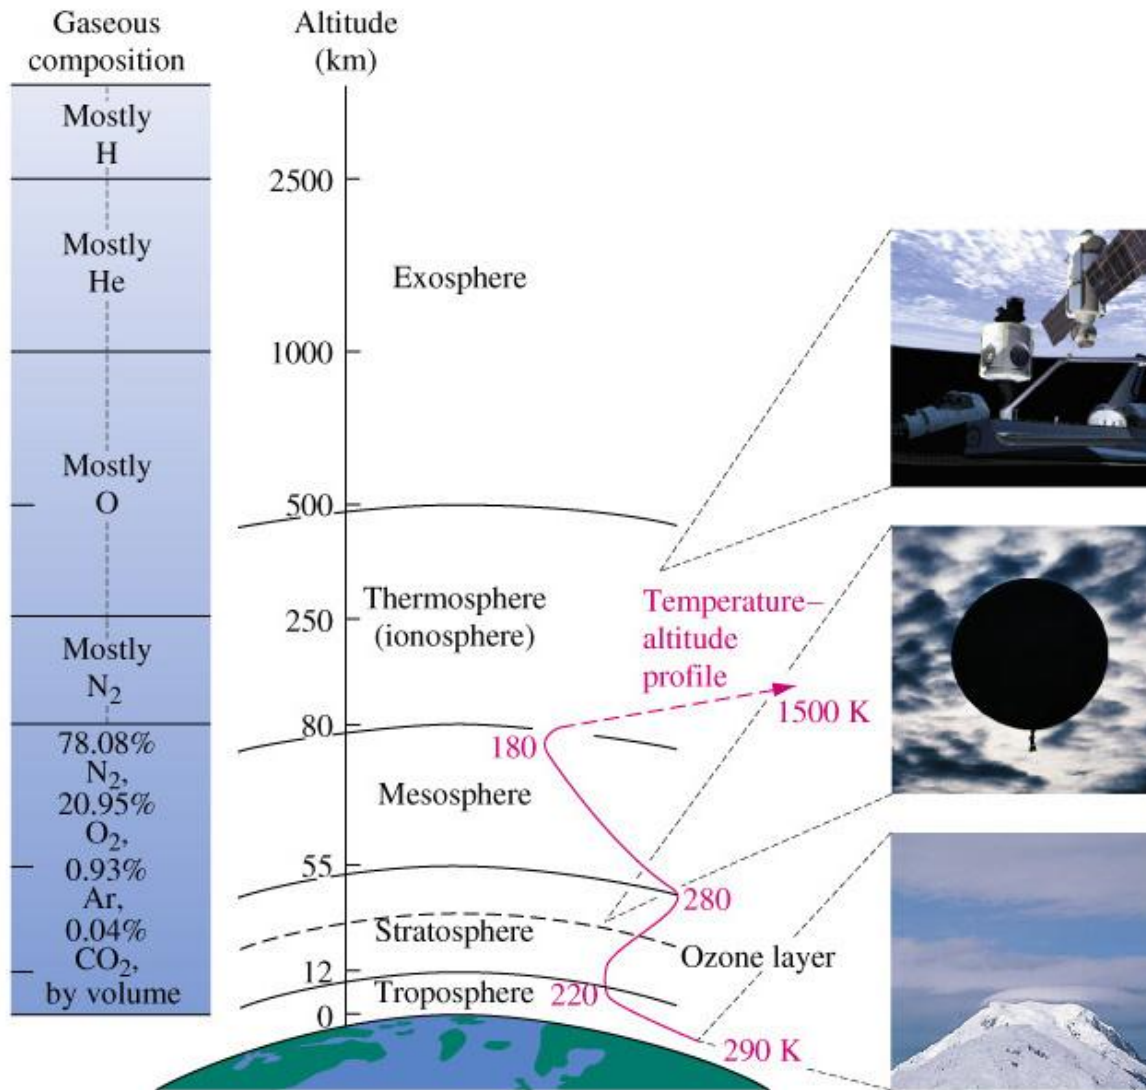 Gaseous
composition
Mostly
H
Mostly
He
Mostly
O
Mostly
N₂
78.08%
N₂,
20.95%
O₂,
0.93%
Ar,
0.04%
CO₂,
by volume
Altitude
(km)
2500
1000
500
250
80
55
12
0
Exosphere
Thermosphere
(ionosphere)
Mesosphere
Stratosphere
Troposphere
Temperature–
altitude
profile
1500 K
180
280
Ozone layer
220
290 K